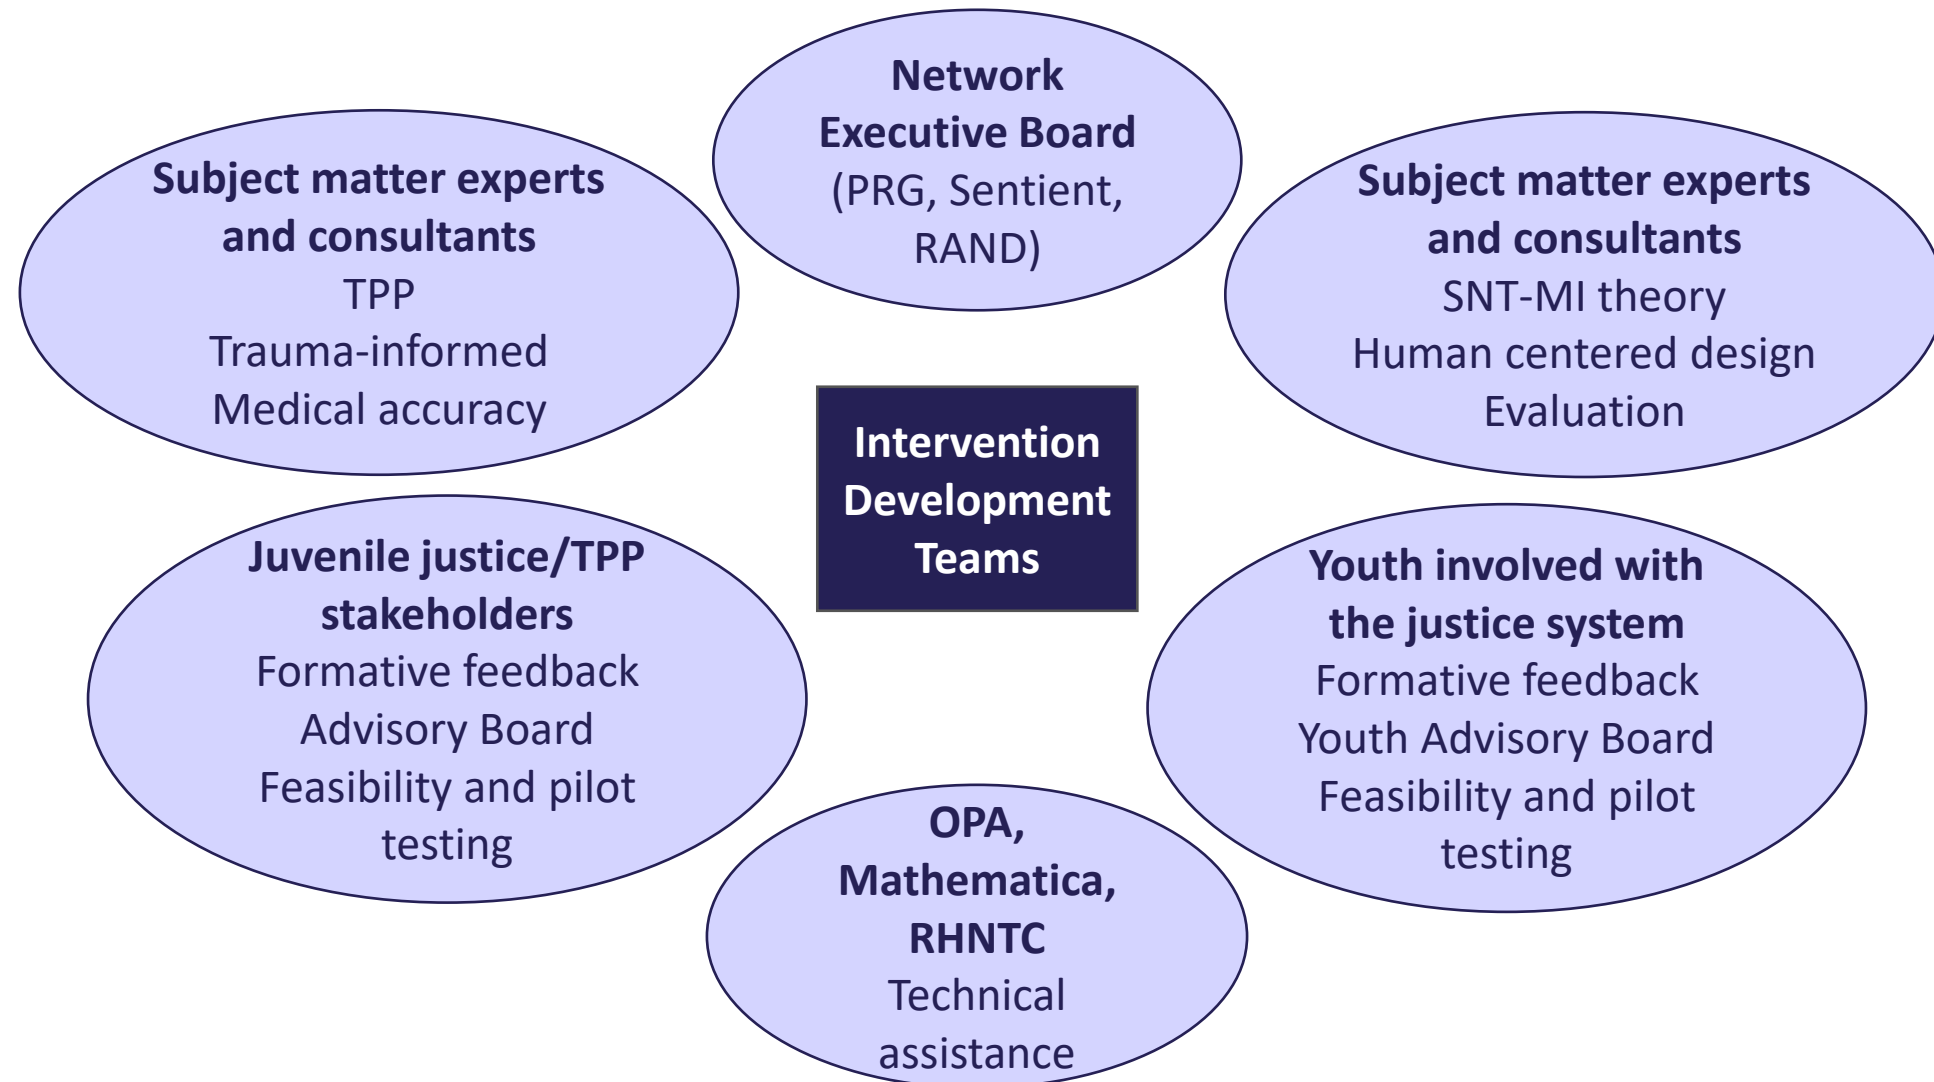 Network
Executive Board
(PRG, Sentient,
RAND)
Subject matter experts
and consultants
TPP
Trauma-informed
Medical accuracy
Subject matter experts
and consultants
SNT-MI theory
Human centered design
Evaluation
Intervention
Development
Teams
Juvenile justice/TPP
stakeholders
Formative feedback
Advisory Board
Feasibility and pilot
testing
Youth involved with
the justice system
Formative feedback
Youth Advisory Board
Feasibility and pilot
testing
OPA,
Mathematica,
RHNTC
Technical
assistance